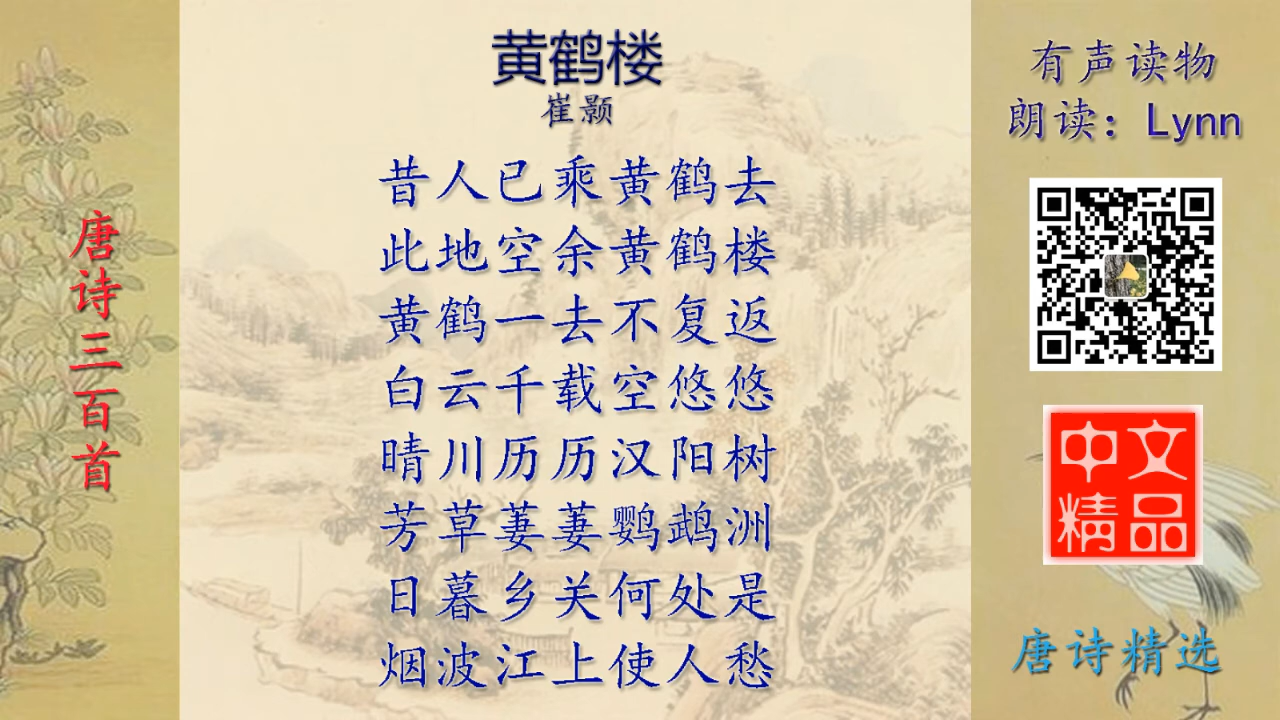 黄鹤楼
崔颢
昔人已乘黄鹤去
此地空余黄鹤楼
黄鹤一去不复返
白云千载空悠悠
晴川历历汉阳树
芳草萋萋鹦鹉洲
日暮乡关何处是
烟波江上使人愁
唐诗三百首
有声读物
朗读：Lynn
中文
精品
唐诗精选